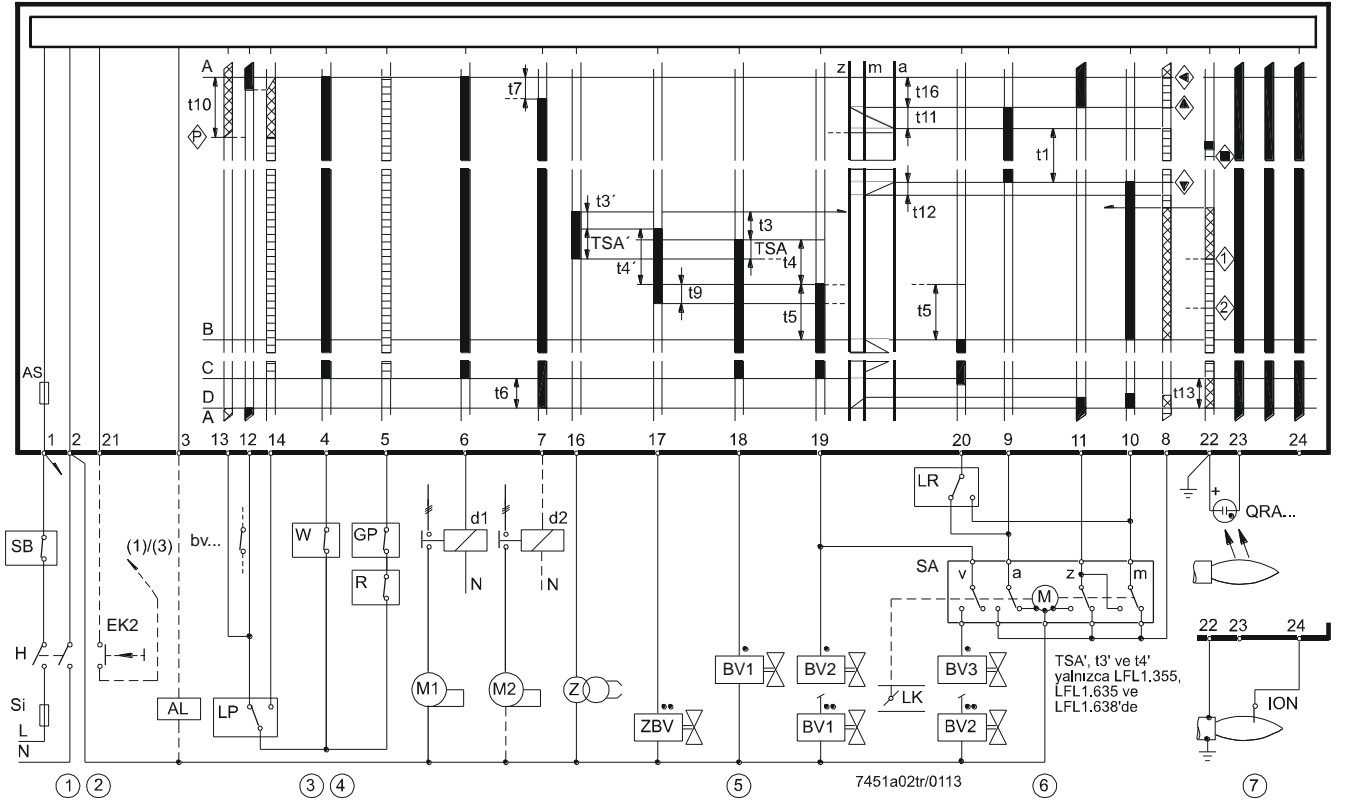 A
z m a
t10
t7
t16
t11
P
t1
t3´
t12
t3
TSA´
TSA
t4´
t4
1
t9
t5
t5
2
B
C
AS
D
t6
t13
A
1 2 21 3 13 12 14 4 5 6 7 16 17 18 19 20 9 11 10 8 22 23 24
LR
+
QRA...
d1 d2
SB
(1)/(3)
bv...
W
GP
R
N N
SA
v a z m
M
EK2
H
22 23 24
BV1
BV2
BV3
TSA', t3' ve t4'
yalnızca LFL1.355,
LFL1.635 ve
LFL1.638'de
M1
M2
Z
LK
Si
AL
LP
ION
ZBV
BV1
BV2
L
N
7451a02tr/0113
1 2 3 4 5 6 7